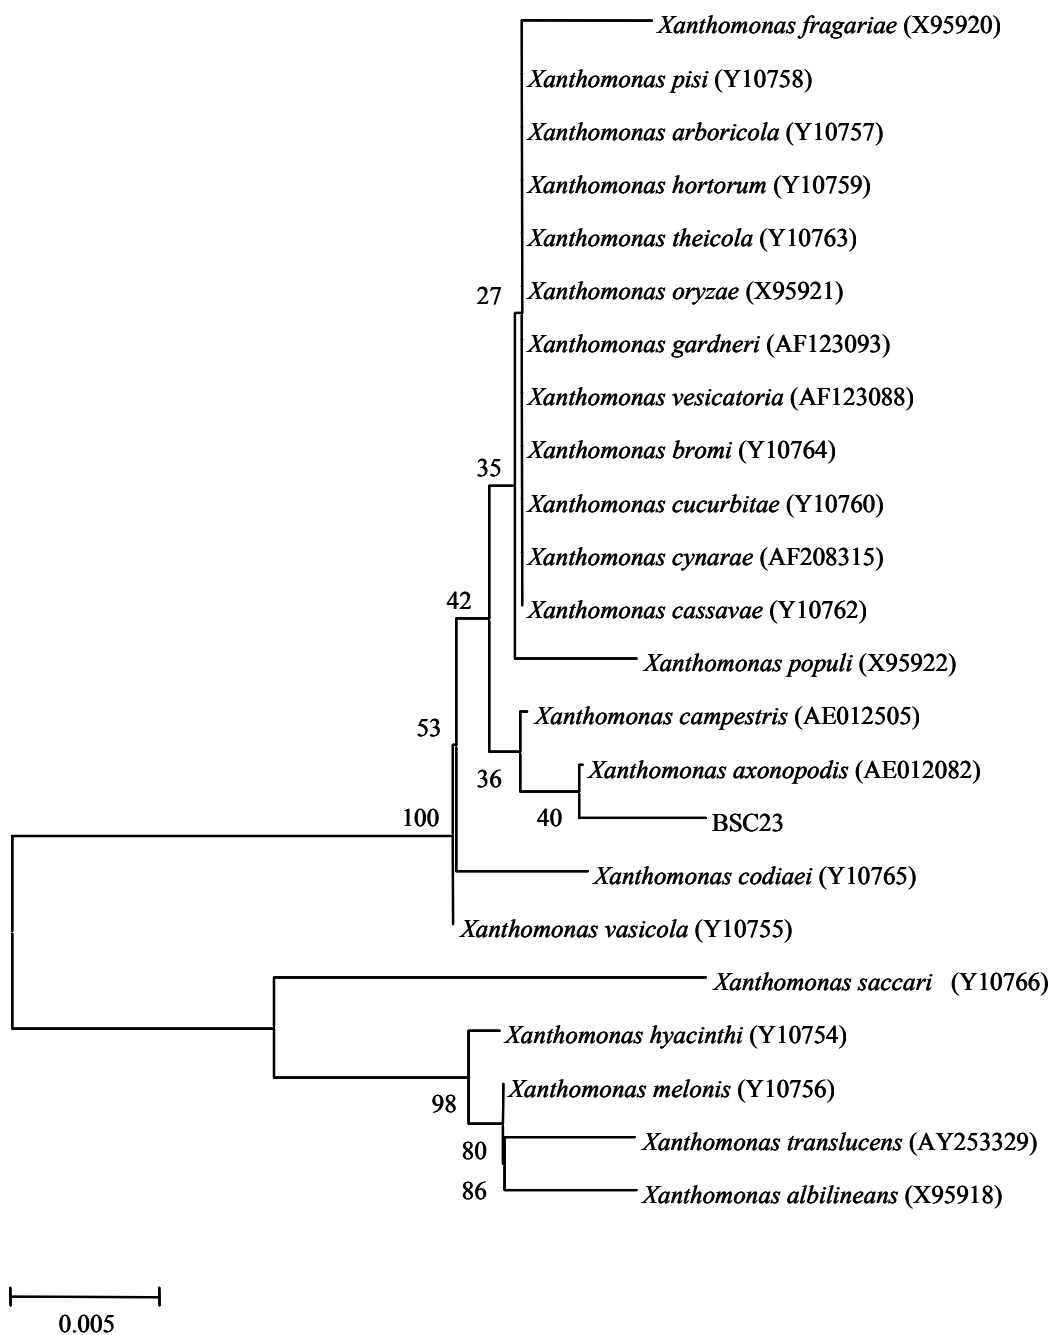 Xanthomonas fragariae (X95920)
Xanthomonas pisi (Y10758)
Xanthomonas arboricola (Y10757)
Xanthomonas hortorum (Y10759)
Xanthomonas theicola (Y10763)
27
Xanthomonas oryzae (X95921)
Xanthomonas gardneri (AF123093)
Xanthomonas vesicatoria (AF123088)
Xanthomonas bromi (Y10764)
35
Xanthomonas cucurbitae (Y10760)
Xanthomonas cynarae (AF208315)
42
Xanthomonas cassavae (Y10762)
Xanthomonas populi (X95922)
Xanthomonas campestris (AE012505)
53
Xanthomonas axonopodis (AE012082)
36
100
40
BSC23
Xanthomonas codiaei (Y10765)
Xanthomonas vasicola (Y10755)
Xanthomonas saccari (Y10766)
Xanthomonas hyacinthi (Y10754)
Xanthomonas melonis (Y10756)
98
Xanthomonas translucens (AY253329)
80
86
Xanthomonas albilineans (X95918)
0.005